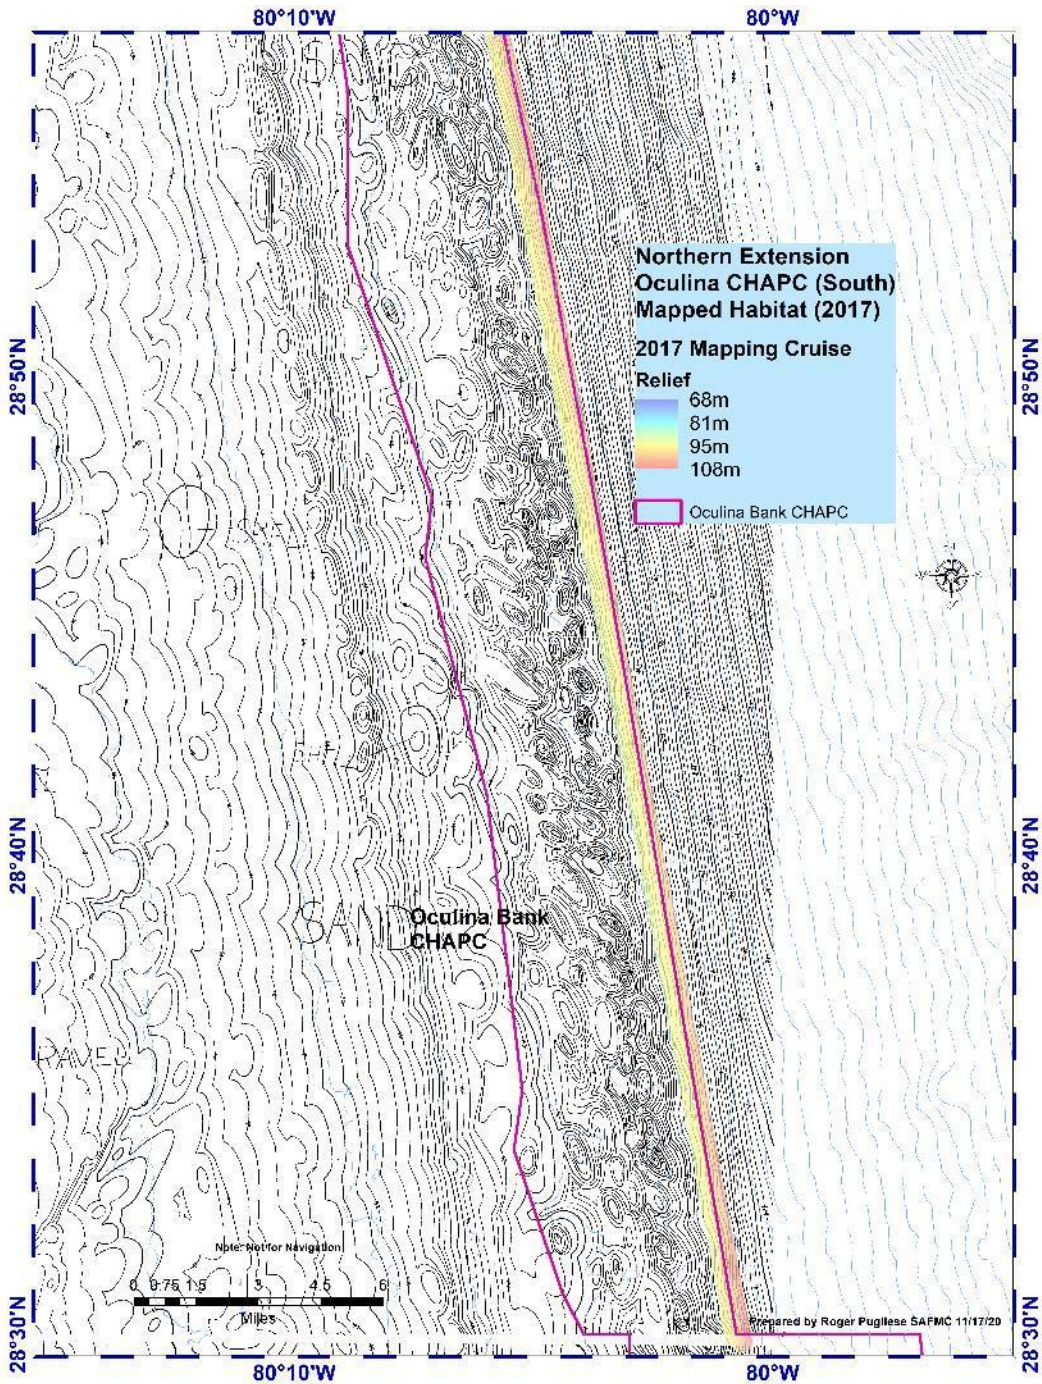 80°10'W
80°W
Northern Extension
Oculina CHAPC (South)
Mapped Habitat (2017)
2017 Mapping Cruise
Relief
68m
81m
95m
108m
Oculina Bank CHAPC
28°50'N
28°50'N
28°40'N
28°40'N
SAND
Oculina Bank
CHAPC
Note: Not for Navigation
0 0.75 1.5 3 4.5 6
Miles
Prepared by Roger Pugliese SAFMC 11/17/20
28°30'N
28°30'N
80°10'W
80°W